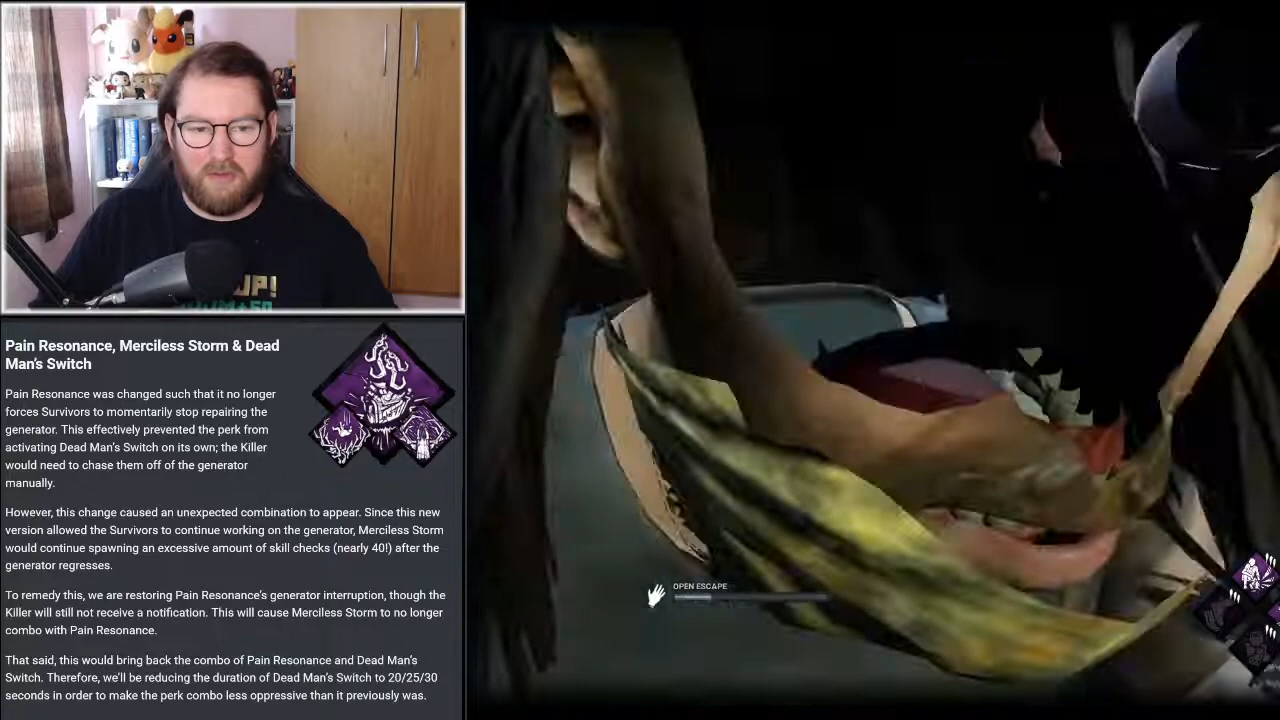 Pain Resonance, Merciless Storm & Dead
Man's Switch
Pain Resonance was changed such that it no longer
forces Survivors to momentarily stop repairing the
generator. This effectively prevented the perk from
activating Dead Man's Switch on its own; the Killer
would need to chase them off of the generator
manually.
However, this change caused an unexpected combination to appear. Since this new
version allowed the Survivors to continue working on the generator, Merciless Storm
would continue spawning an excessive amount of skill checks (nearly 40!) after the
generator regresses.
To remedy this, we are restoring Pain Resonance's generator interruption, though the
Killer will still not receive a notification. This will cause Merciless Storm to no longer
combo with Pain Resonance.
That said, this would bring back the combo of Pain Resonance and Dead Man's
Switch. Therefore, we'll be reducing the duration of Dead Man's Switch to 20/25/30
seconds in order to make the perk combo less oppressive than it previously was.
OPEN ESCAPE